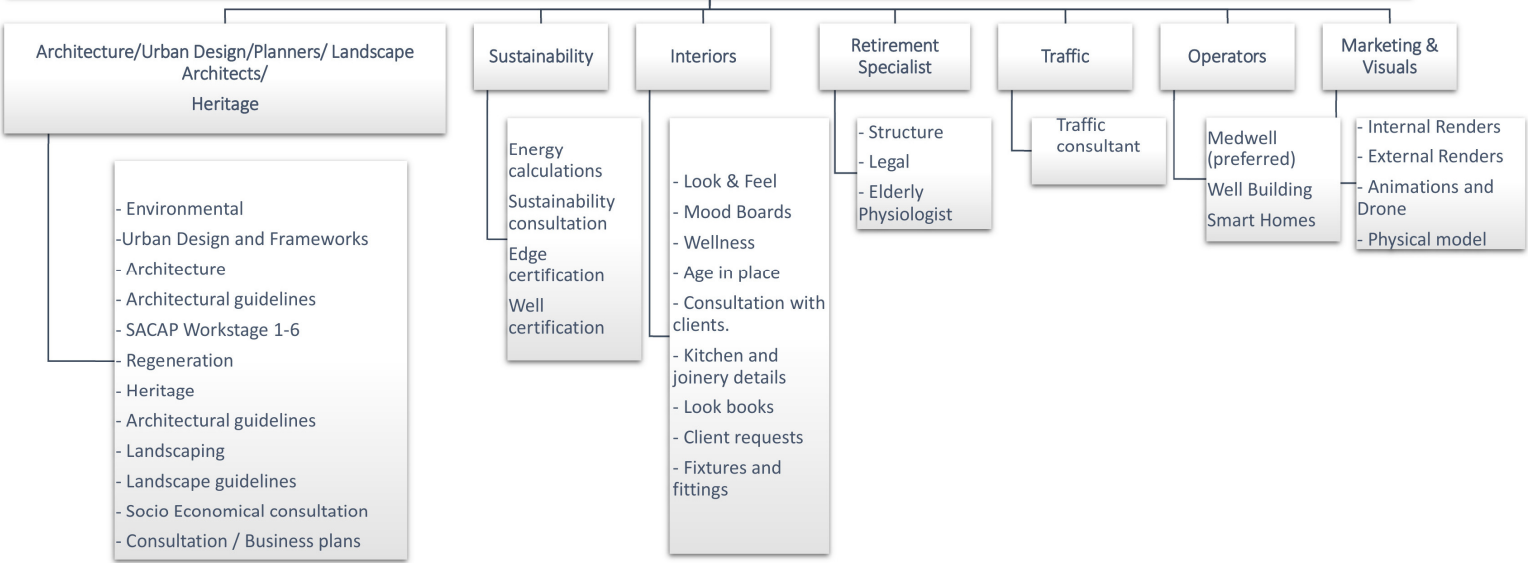 Architecture/Urban Design/Planners/ Landscape
Architects/
Heritage
- Environmental
-Urban Design and Frameworks
- Architecture
- Architectural guidelines
- SACAP Workstage 1-6
- Regeneration
- Heritage
- Architectural guidelines
- Landscaping
- Landscape guidelines
- Socio Economical consultation
- Consultation / Business plans
Sustainability
Energy
calculations
Sustainability
consultation
Edge
certification
Well
certification
Interiors
- Look & Feel
- Mood Boards
- Wellness
- Age in place
- Consultation with
clients.
- Kitchen and
joinery details
- Look books
- Client requests
- Fixtures and
fittings
Retirement
Specialist
- Structure
- Legal
- Elderly
Physiologist
Traffic
Traffic
consultant
Operators
Medwell
(preferred)
Well Building
Smart Homes
Marketing &
Visuals
- Internal Renders
- External Renders
- Animations and
Drone
- Physical model